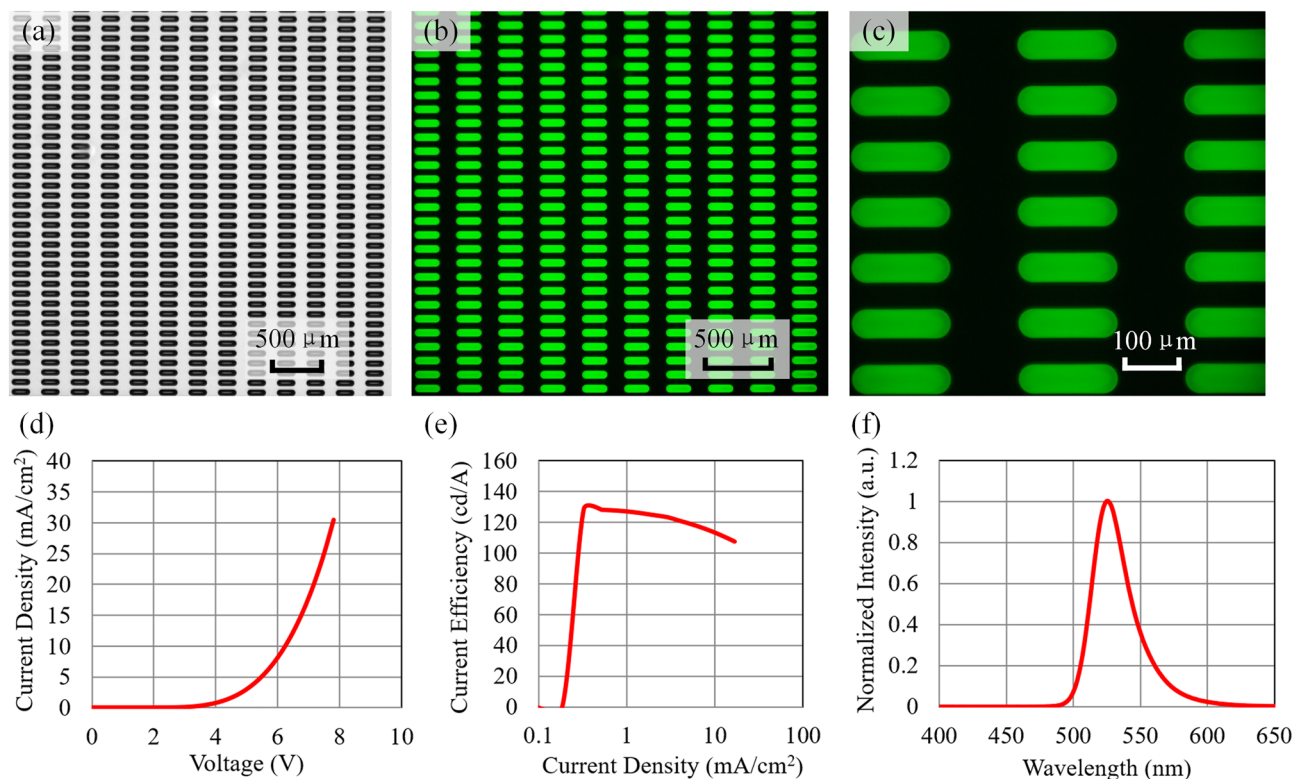 (a)
(b)
(c)
500 μm
500 μm
100 μm
(d)
(e)
(f)
Current Density (mA/cm²)
40
35
30
25
20
15
10
5
0
0 2 4 6 8 10
Voltage (V)
Current Efficiency (cd/A)
160
140
120
100
80
60
40
20
0
0.1 1 10 100
Current Density (mA/cm²)
Normalized Intensity (a.u.)
1.2
1
0.8
0.6
0.4
0.2
0
400 450 500 550 600 650
Wavelength (nm)